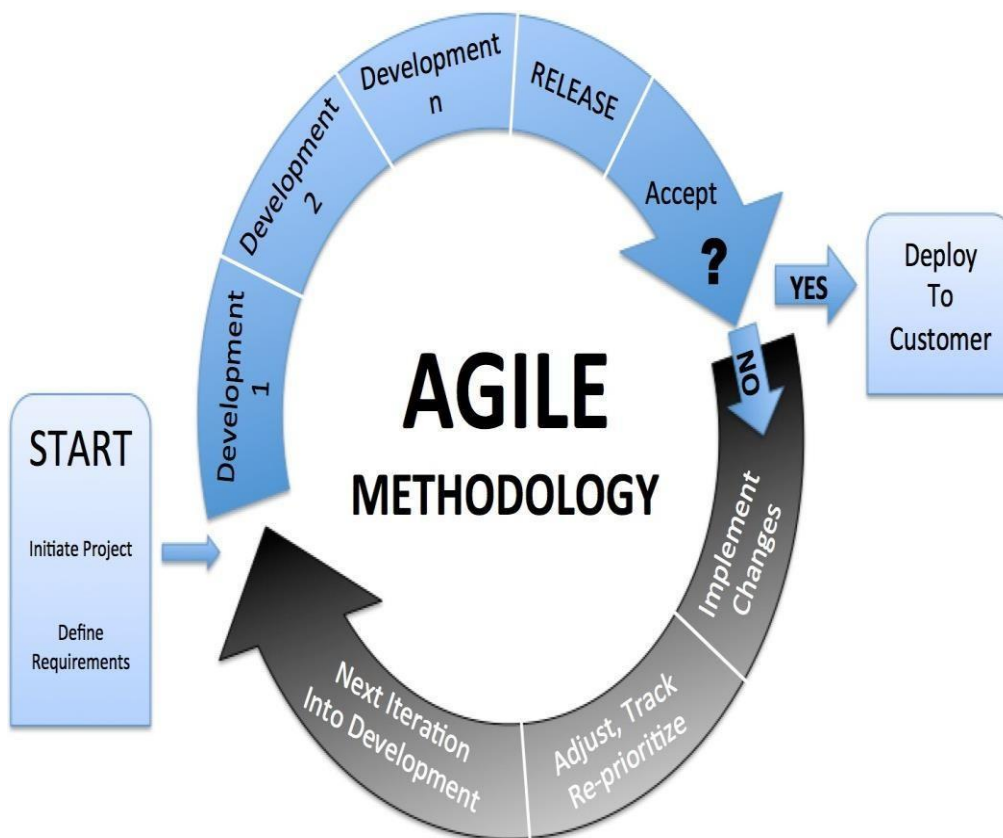 START
Initiate Project
Define
Requirements
Development
1
Development
2
Development
n
RELEASE
Accept
?
YES
Deploy
To
Customer
NO
Implement
Changes
Adjust, Track
Re-prioritize
Next Iteration
Into Development
AGILE
METHODOLOGY